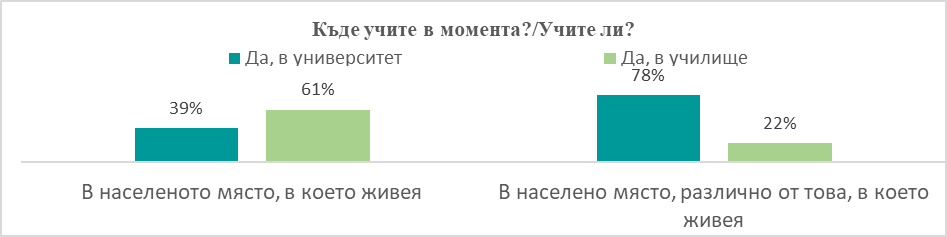 Къде учите в момента?/Учите ли?
Да, в университет
Да, в училище
39%
61%
78%
22%
В населеното място, в което живея
В населено място, различно от това, в което
живея